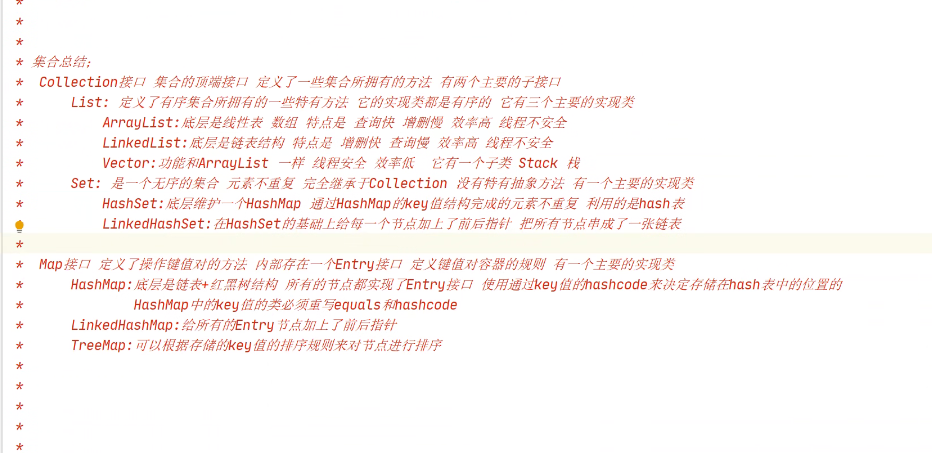 *
*
*
* 集合总结;
* Collection接口 集合的顶端接口 定义了一些集合所拥有的方法 有两个主要的子接口
* List: 定义了有序集合所拥有的一些特有方法 它的实现类都是有序的 它有三个主要的实现类
* ArrayList:底层是线性表 数组 特点是 查询快 增删慢 效率高 线程不安全
* LinkedList:底层是链表结构 特点是 增删快 查询慢 效率高 线程不安全
* Vector:功能和ArrayList 一样 线程安全 效率低 它有一个子类 Stack 栈
* Set: 是一个无序的集合 元素不重复 完全继承于Collection 没有特有抽象方法 有一个主要的实现类
* HashSet:底层维护一个HashMap 通过HashMap的key值结构完成的元素不重复 利用的是hash表
* LinkedHashSet:在HashSet的基础上给每一个节点加上了前后指针 把所有节点串成了一张链表
*
* Map接口 定义了操作键值对的方法 内部存在一个Entry接口 定义键值对容器的规则 有一个主要的实现类
* HashMap:底层是链表+红黑树结构 所有的节点都实现了Entry接口 使用通过key值的hashcode来决定存储在hash表中的位置的
* HashMap中的key值的类必须重写equals和hashcode
* LinkedHashMap:给所有的Entry节点加上了前后指针
* TreeMap:可以根据存储的key值的排序规则来对节点进行排序
*
*
*
*
*